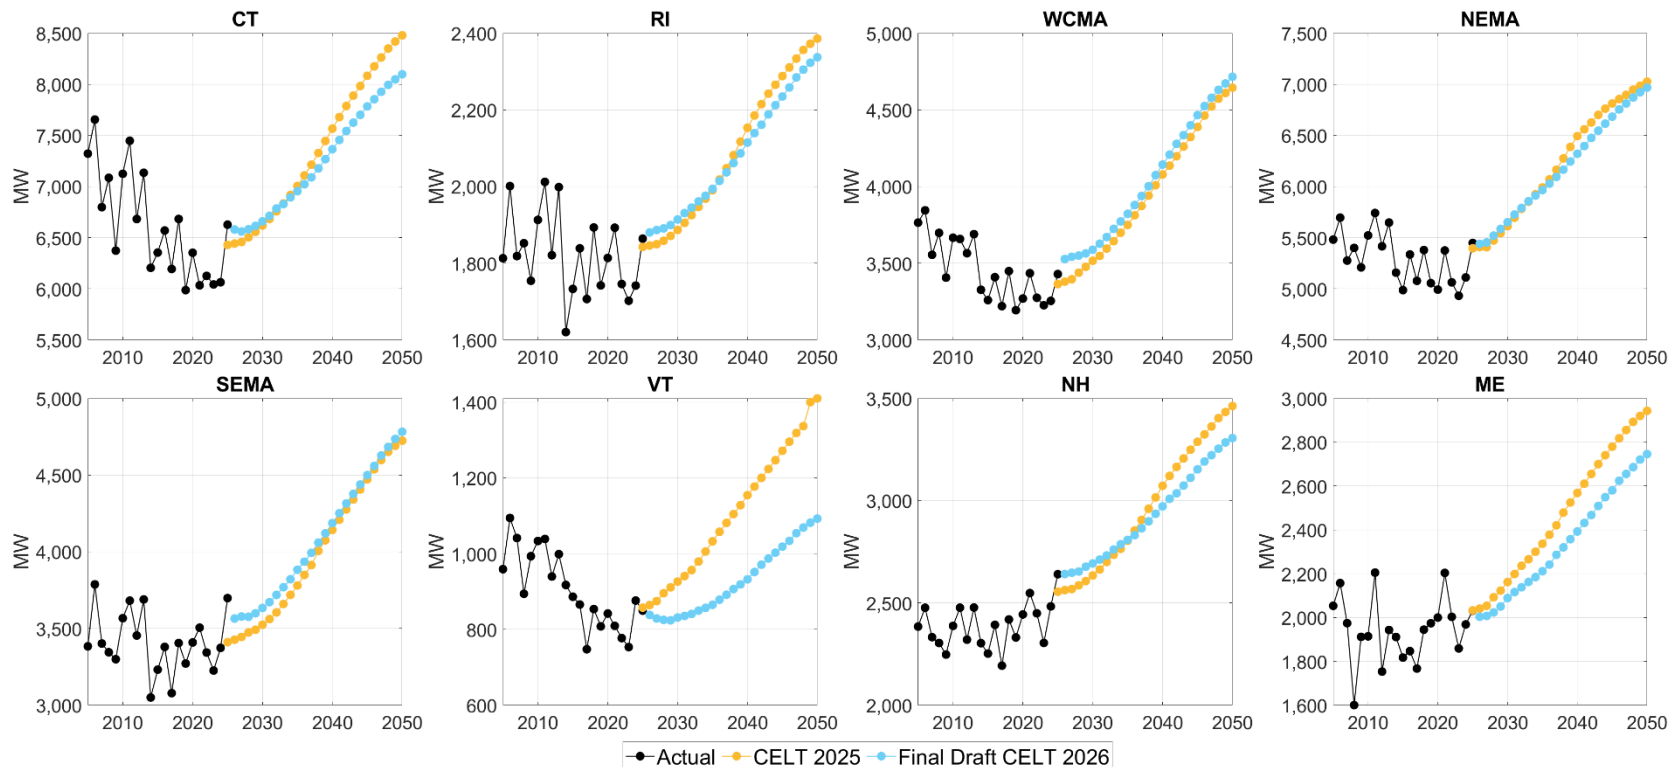 CT
8,500
8,000
7,500
7,000
6,500
6,000
5,500
MW
2010 2020 2030 2040 2050
RI
2,400
2,200
2,000
1,800
1,600
MW
2010 2020 2030 2040 2050
WCMA
5,000
4,500
4,000
3,500
3,000
MW
2010 2020 2030 2040 2050
NEMA
7,500
7,000
6,500
6,000
5,500
5,000
4,500
MW
2010 2020 2030 2040 2050
SEMA
5,000
4,500
4,000
3,500
3,000
MW
2010 2020 2030 2040 2050
VT
1,400
1,200
1,000
800
600
MW
2010 2020 2030 2040 2050
NH
3,500
3,000
2,500
2,000
MW
2010 2020 2030 2040 2050
ME
3,000
2,800
2,600
2,400
2,200
2,000
1,800
1,600
MW
2010 2020 2030 2040 2050
Actual CELT 2025 Final Draft CELT 2026